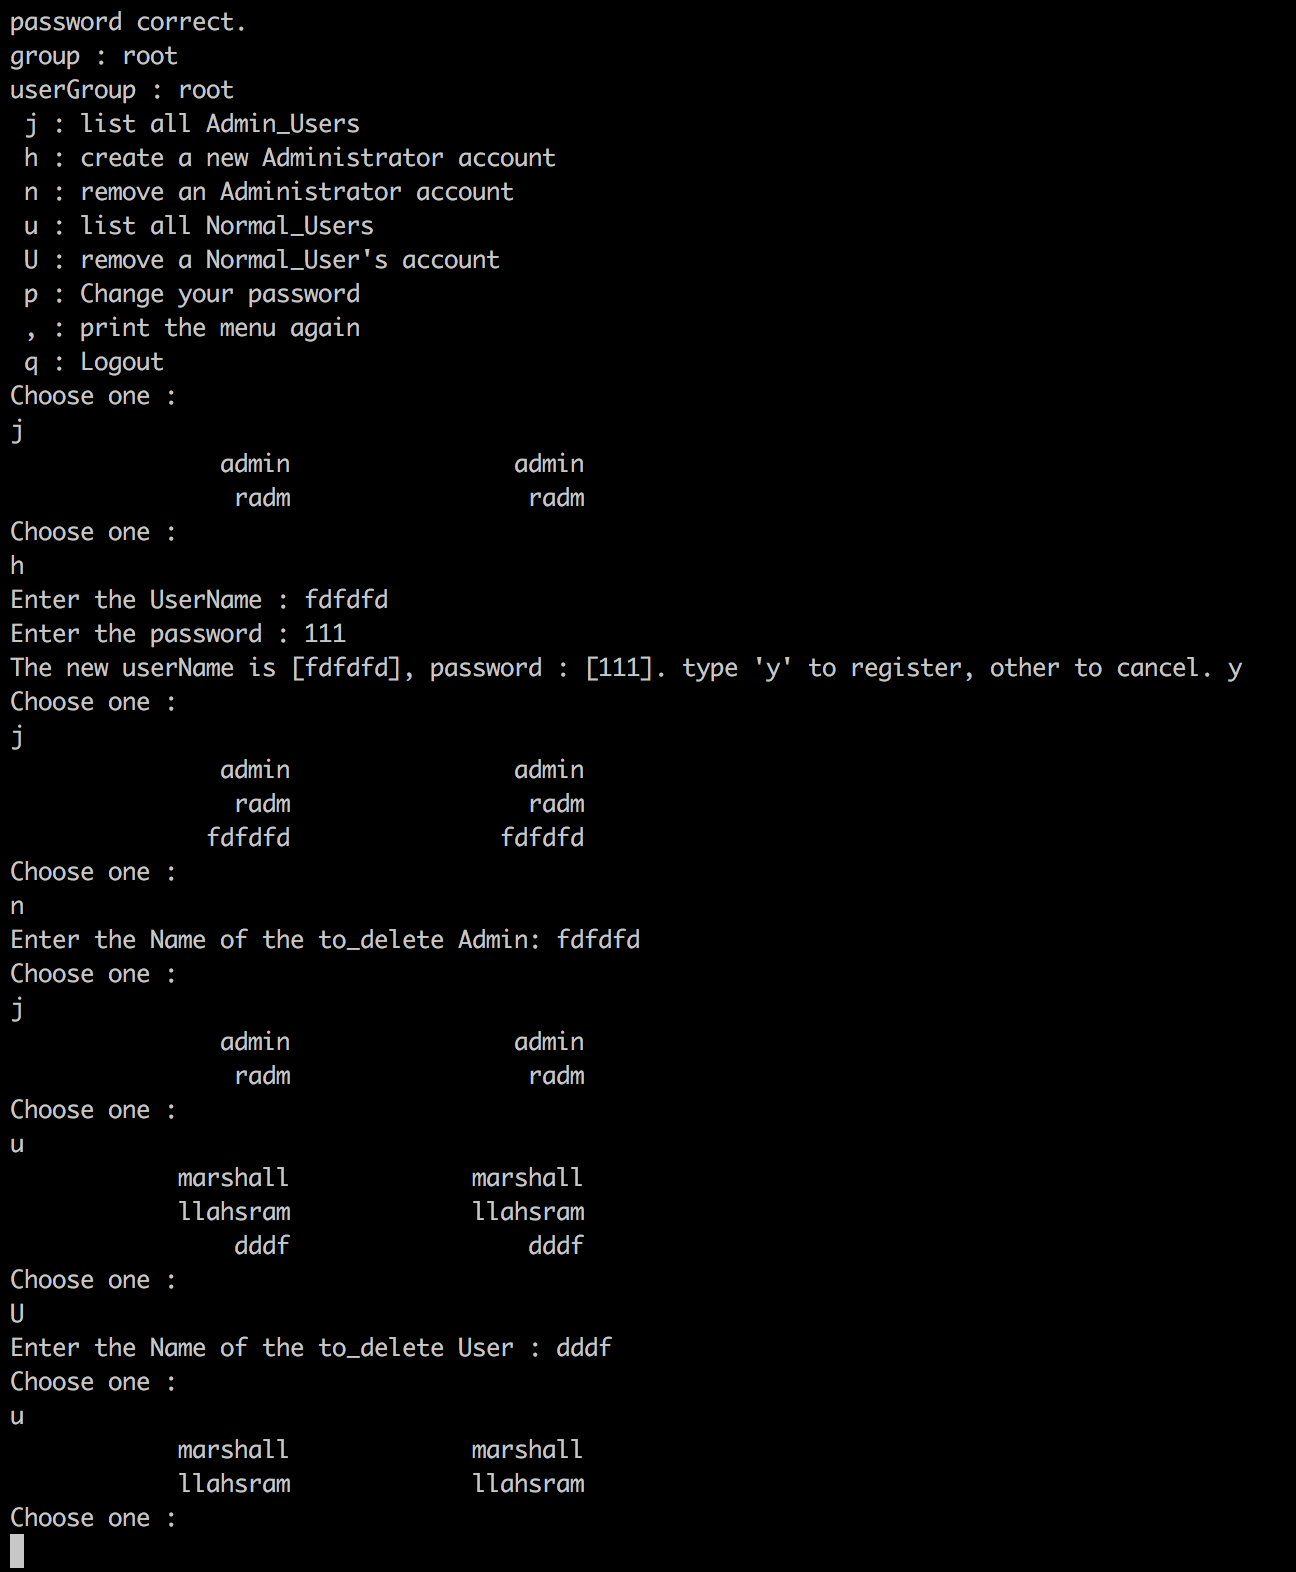 password correct.
group : root
userGroup : root
 j : list all Admin_Users
 h : create a new Administrator account
 n : remove an Administrator account
 u : list all Normal_Users
 U : remove a Normal_User's account
 p : Change your password
 , : print the menu again
 q : Logout
Choose one :
j
               admin                admin
                radm                 radm
Choose one :
h
Enter the UserName : fdfdfd
Enter the password : 111
The new userName is [fdfdfd], password : [111]. type 'y' to register, other to cancel. y
Choose one :
j
               admin                admin
                radm                 radm
              fdfdfd               fdfdfd
Choose one :
n
Enter the Name of the to_delete Admin: fdfdfd
Choose one :
j
               admin                admin
                radm                 radm
Choose one :
u
            marshall             marshall
            llahsram             llahsram
                dddf                 dddf
Choose one :
U
Enter the Name of the to_delete User : dddf
Choose one :
u
            marshall             marshall
            llahsram             llahsram
Choose one :